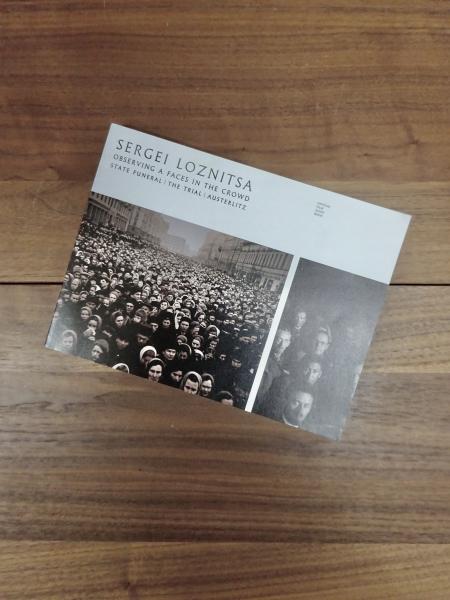 SERGEI LOZNITSA
OBSERVING A FACES IN THE CROWD
STATE FUNERAL | THE TRIAL | AUSTERLITZ